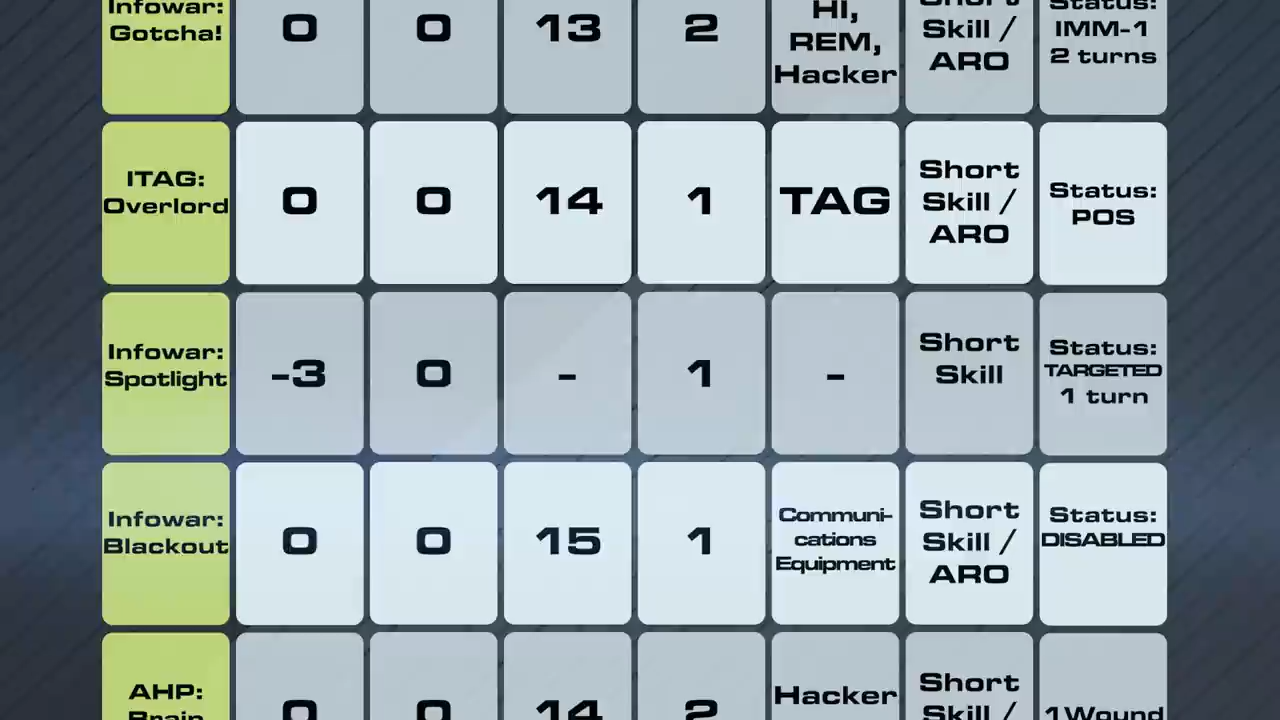 Infowar:
Gotcha!
0
0
13
2
HI,
REM,
Hacker
Short
Skill /
ARO
Status:
IMM-1
2 turns
ITAG:
Overlord
0
0
14
1
TAG
Short
Skill /
ARO
Status:
POS
Infowar:
Spotlight
-3
0
-
1
-
Short
Skill
Status:
TARGETED
1 turn
Infowar:
Blackout
0
0
15
1
Communi-
cations
Equipment
Short
Skill /
ARO
Status:
DISABLED
AHP:
Brain
0
0
14
2
Hacker
Short
Skill /
1 Wound